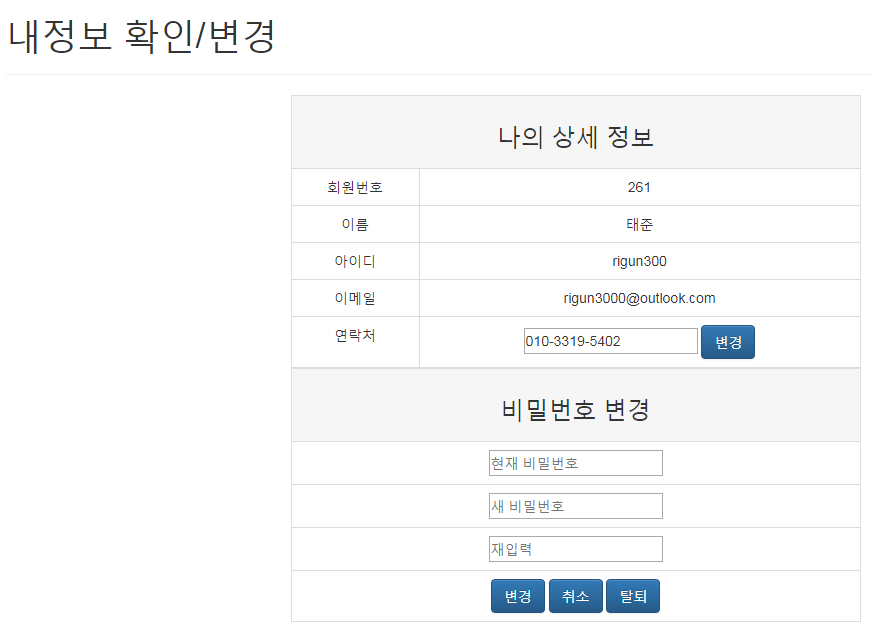 내정보 확인/변경
나의 상세 정보
회원번호 261
이름 태준
아이디 rigun300
이메일 rigun3000@outlook.com
연락처 010-3319-5402 변경
비밀번호 변경
현재 비밀번호
새 비밀번호
재입력
변경 취소 탈퇴